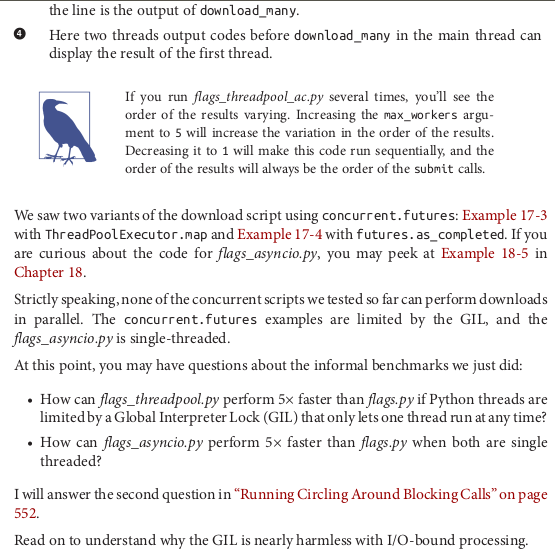 the line is the output of download_many.
❹ Here two threads output codes before download_many in the main thread can
display the result of the first thread.
If you run flags_threadpool_ac.py several times, you’ll see the
order of the results varying. Increasing the max_workers argu-
ment to 5 will increase the variation in the order of the results.
Decreasing it to 1 will make this code run sequentially, and the
order of the results will always be the order of the submit calls.
We saw two variants of the download script using concurrent.futures: Example 17-3
with ThreadPoolExecutor.map and Example 17-4 with futures.as_completed. If you
are curious about the code for flags_asyncio.py, you may peek at Example 18-5 in
Chapter 18.
Strictly speaking, none of the concurrent scripts we tested so far can perform downloads
in parallel. The concurrent.futures examples are limited by the GIL, and the
flags_asyncio.py is single-threaded.
At this point, you may have questions about the informal benchmarks we just did:
• How can flags_threadpool.py perform 5× faster than flags.py if Python threads are
limited by a Global Interpreter Lock (GIL) that only lets one thread run at any time?
• How can flags_asyncio.py perform 5× faster than flags.py when both are single
threaded?
I will answer the second question in “Running Circling Around Blocking Calls” on page
552.
Read on to understand why the GIL is nearly harmless with I/O-bound processing.